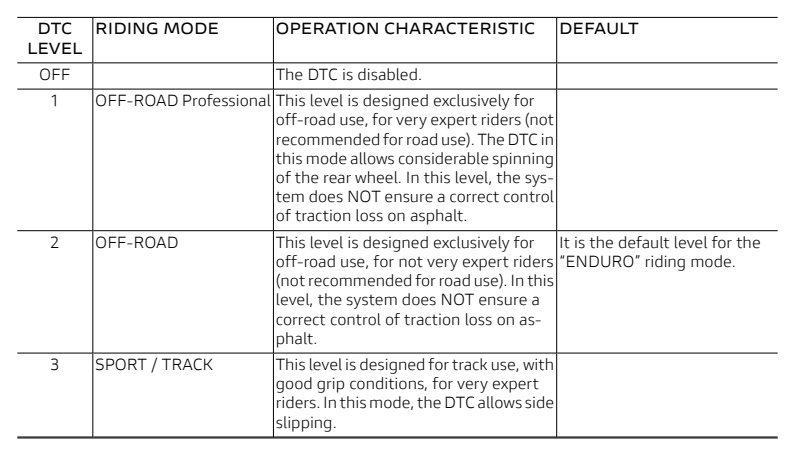 DTC LEVEL RIDING MODE OPERATION CHARACTERISTIC DEFAULT
OFF The DTC is disabled.
1 OFF-ROAD Professional This level is designed exclusively for
off-road use, for very expert riders (not
recommended for road use). The DTC in
this mode allows considerable spinning
of the rear wheel. In this level, the sys-
tem does NOT ensure a correct control
of traction loss on asphalt.
2 OFF-ROAD This level is designed exclusively for
off-road use, for not very expert riders
(not recommended for road use). In this
level, the system does NOT ensure a
correct control of traction loss on as-
phalt.
It is the default level for the
“ENDURO” riding mode.
3 SPORT / TRACK This level is designed for track use, with
good grip conditions, for very expert
riders. In this mode, the DTC allows side
slipping.